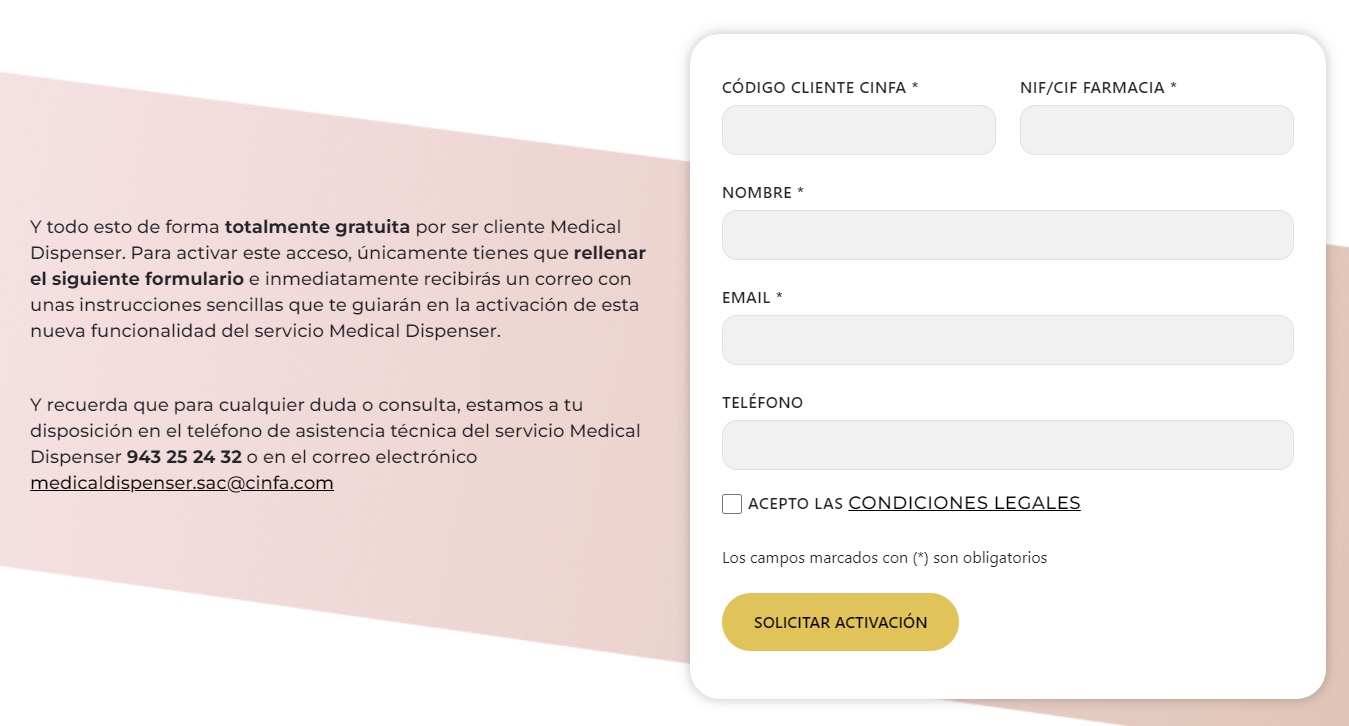 Y todo esto de forma totalmente gratuita por ser cliente Medical
Dispenser. Para activar este acceso, únicamente tienes que rellenar
el siguiente formulario e inmediatamente recibirás un correo con
unas instrucciones sencillas que te guiarán en la activación de esta
nueva funcionalidad del servicio Medical Dispenser.
Y recuerda que para cualquier duda o consulta, estamos a tu
disposición en el teléfono de asistencia técnica del servicio Medical
Dispenser 943 25 24 32 o en el correo electrónico
medicaldispenser.sac@cinfa.com
CÓDIGO CLIENTE CINFA *
NIF/CIF FARMACIA *
NOMBRE *
EMAIL *
TELÉFONO
ACEPTO LAS CONDICIONES LEGALES
Los campos marcados con (*) son obligatorios
SOLICITAR ACTIVACIÓN